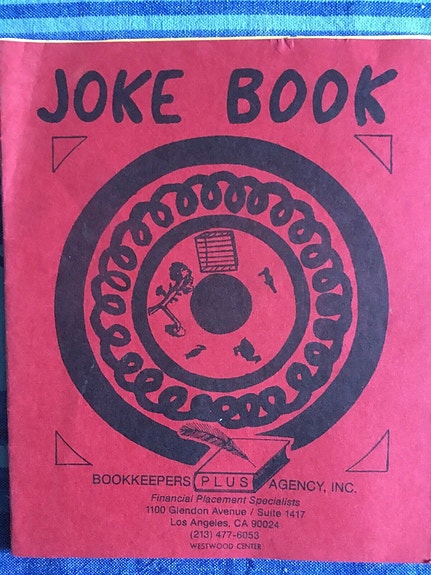 JOKE BOOK
BOOKKEEPERS PLUS AGENCY, INC.
Financial Placement Specialists
1100 Glendon Avenue / Suite 1417
Los Angeles, CA 90024
(213) 477-6053
WESTWOOD CENTER